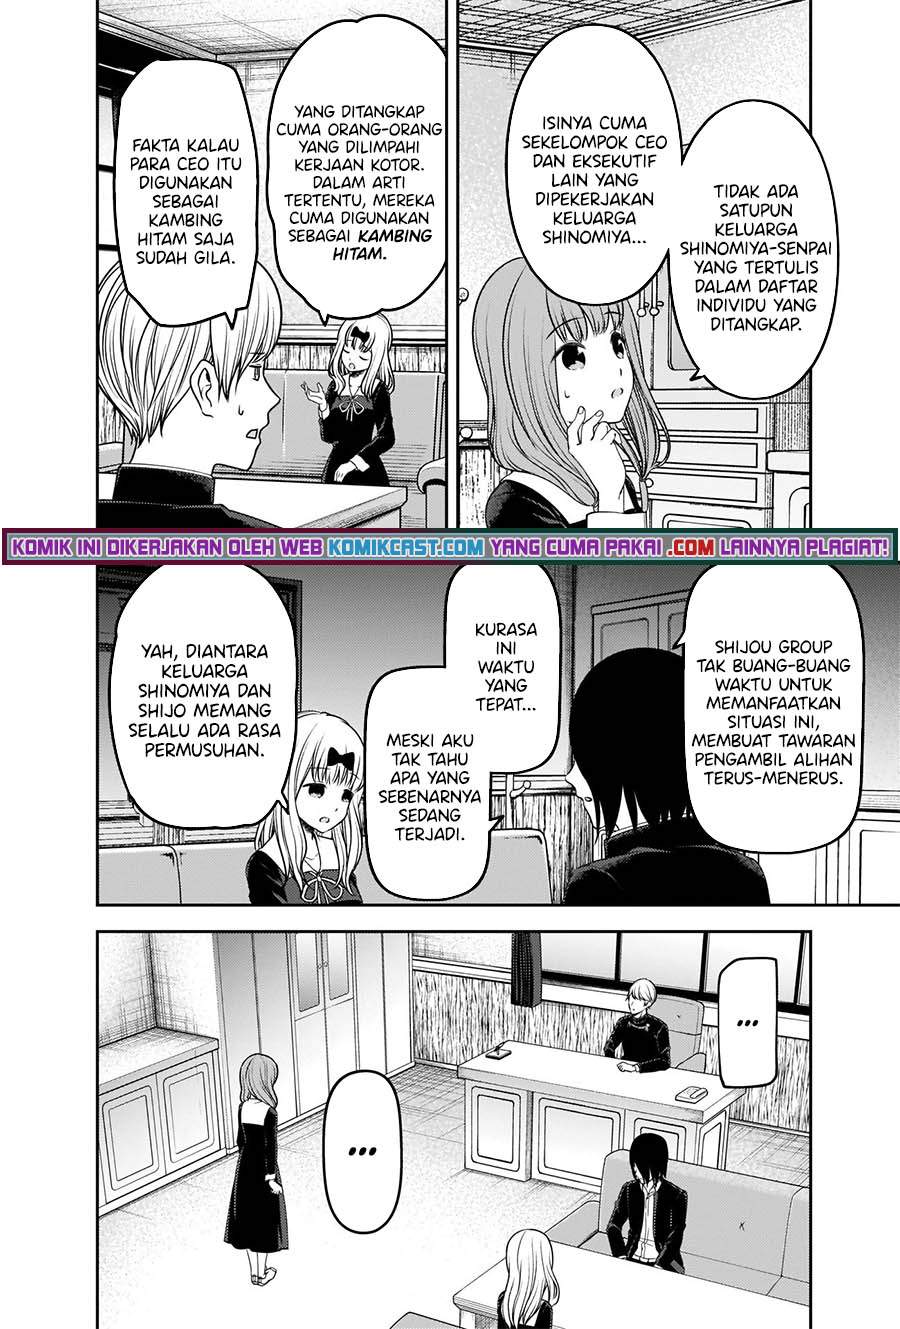 TIDAK ADA
SATUPUN
KELUARGA
SHINOMIYA-SENPAI
YANG TERTULIS
DALAM DAFTAR
INDIVIDU YANG
DITANGKAP.
ISINYA CUMA
SEKELOMPOK CEO
DAN EKSEKUTIF
LAIN YANG
DIPEKERJAKAN
KELUARGA
SHINOMIYA...
YANG DITANGKAP
CUMA ORANG-ORANG
YANG DILIMPAHI
KERJAAN KOTOR.
DALAM ARTI
TERTENTU, MEREKA
CUMA DIGUNAKAN
SEBAGAI KAMBING
HITAM.
FAKTA KALAU
PARA CEO ITU
DIGUNAKAN
SEBAGAI
KAMBING
HITAM SAJA
SUDAH GILA.
KOMIK INI DIKERJAKAN OLEH WEB KOMIKCAST.COM YANG CUMA PAKAI .COM LAINNYA PLAGIAT!
SHIJOU GROUP
TAK BUANG-BUANG
WAKTU UNTUK
MEMANFAATKAN
SITUASI INI,
MEMBUAT TAWARAN
PENGAMBIL ALIHAN
TERUS-MENERUS.
KURASA
INI
WAKTU
YANG
TEPAT...
MESKI AKU
TAK TAHU
APA YANG
SEBENARNYA
SEDANG
TERJADI.
YAH, DIANTARA
KELUARGA
SHINOMIYA DAN
SHIJO MEMANG
SELALU ADA RASA
PERMUSUHAN.
...
...